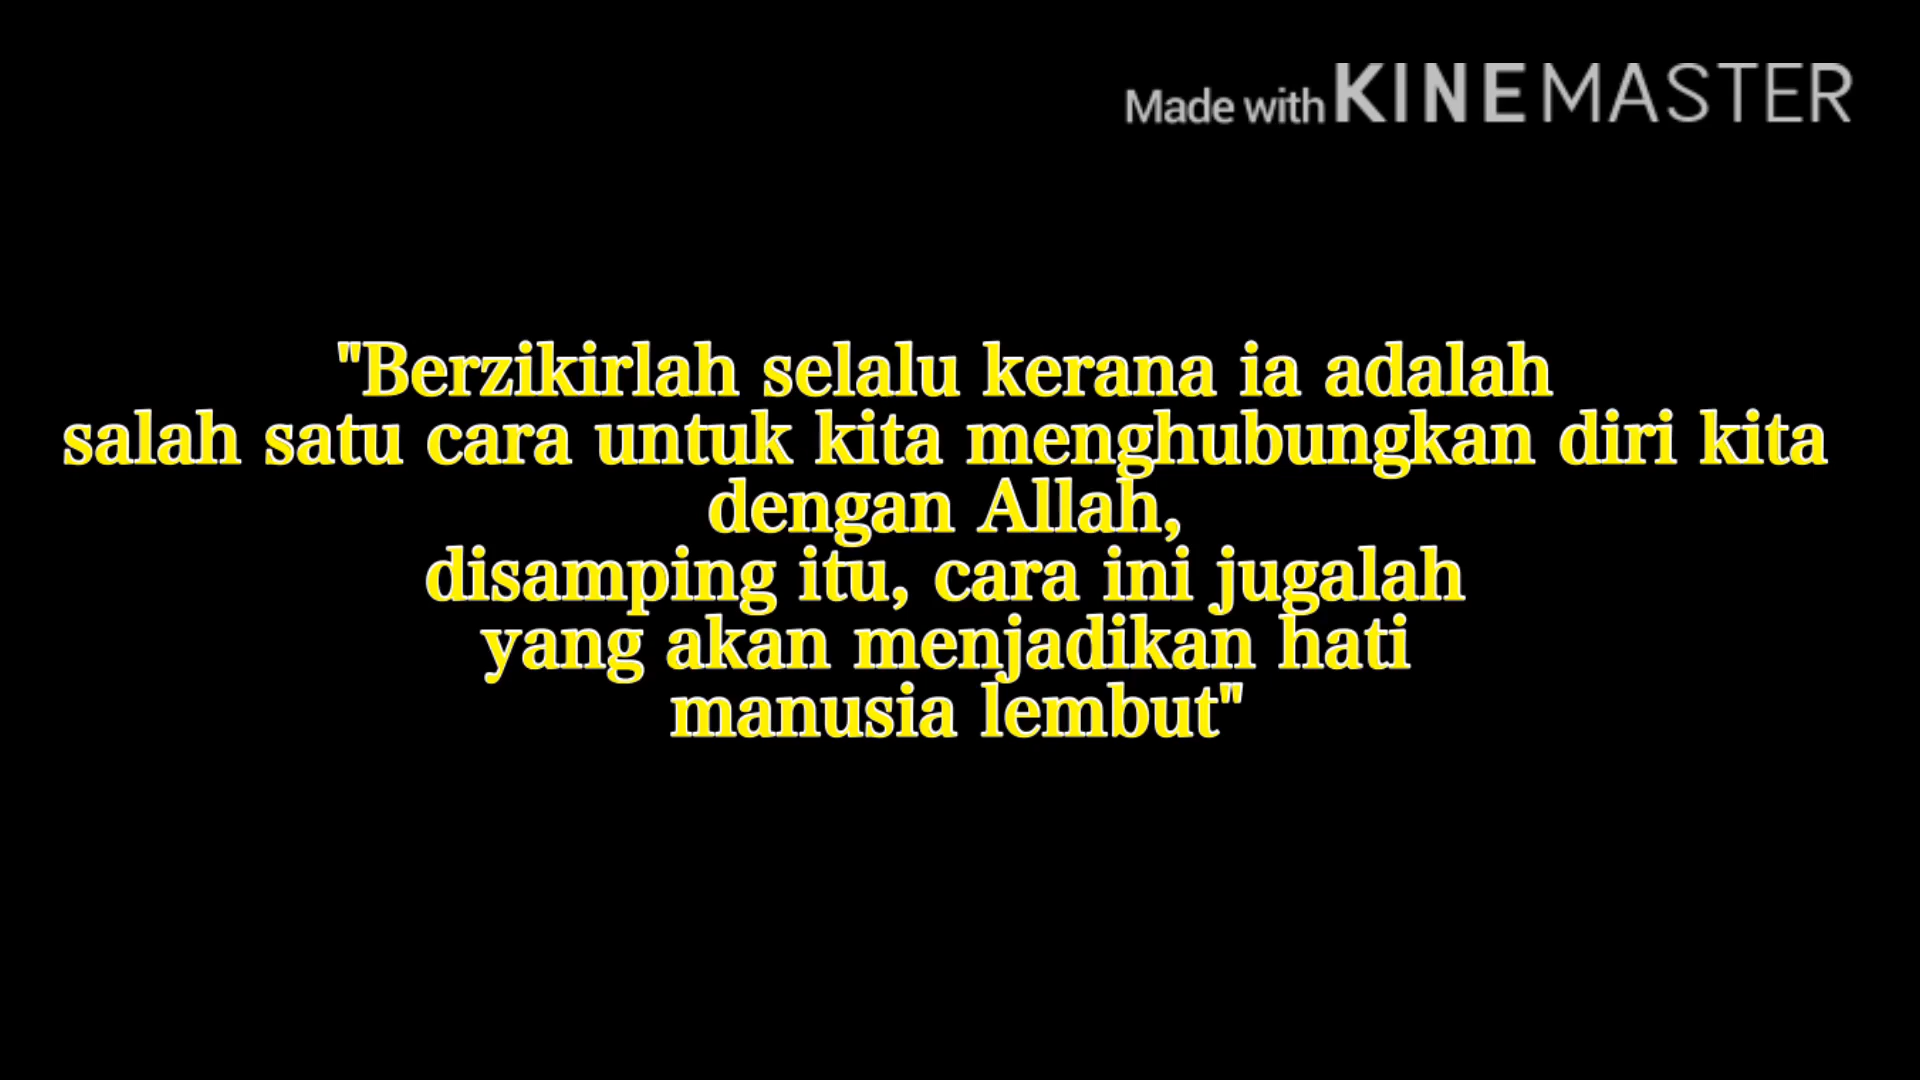 Made with KINEMASTER
"Berzikirlah selalu kerana ia adalah
salah satu cara untuk kita menghubungkan diri kita
dengan Allah,
disamping itu, cara ini jugalah
yang akan menjadikan hati
manusia lembut"